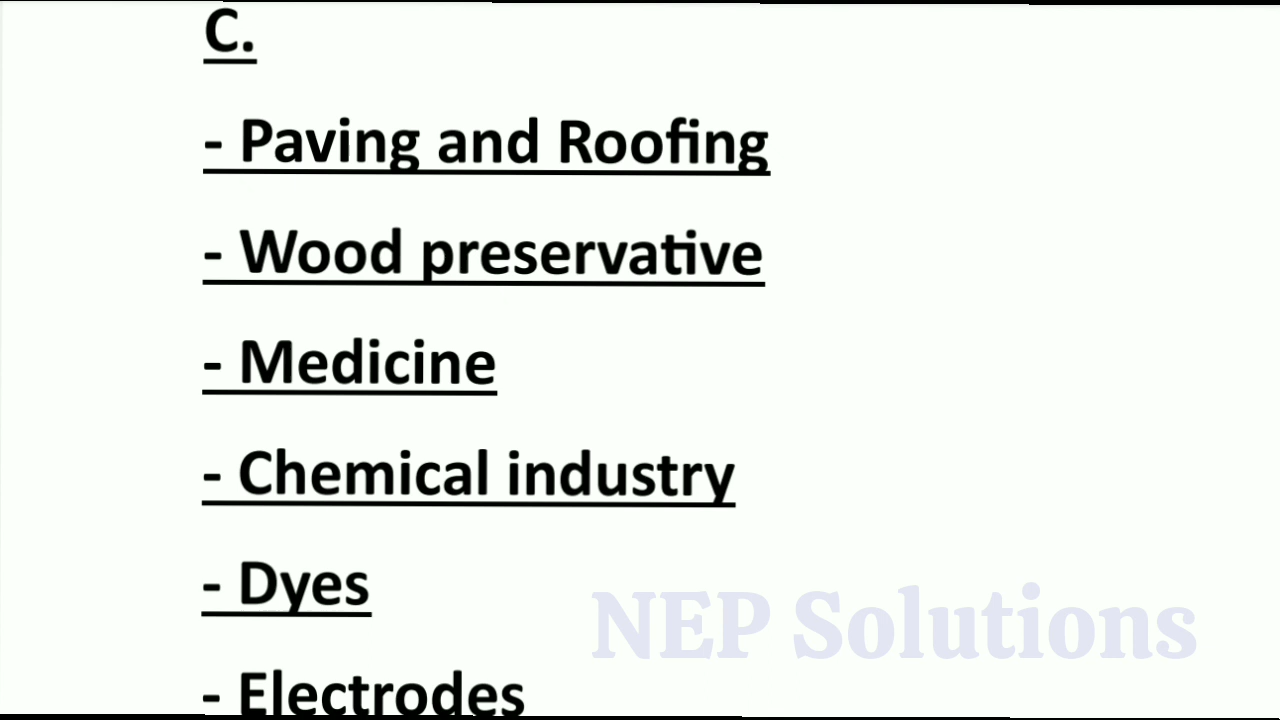 C.
- Paving and Roofing
- Wood preservative
- Medicine
- Chemical industry
- Dyes
NEP Solutions
- Electrodes